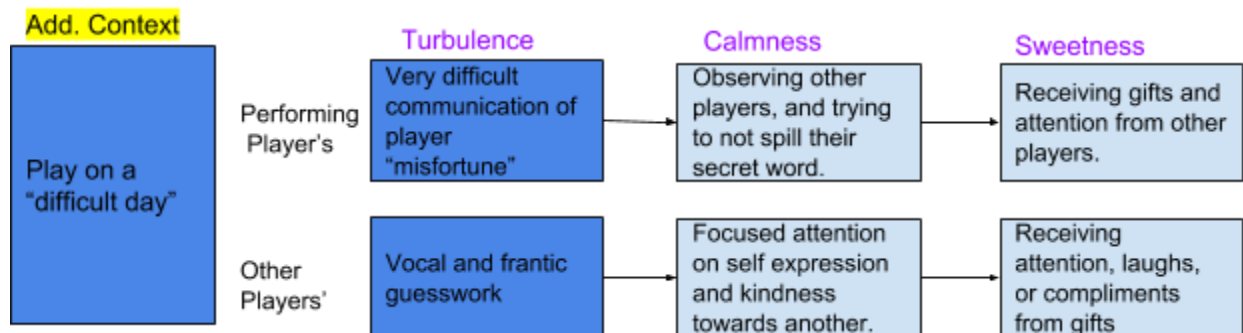 Add. Context
Play on a
“difficult day”
Turbulence
Calmness
Sweetness
Performing
Player's
Very difficult
communication of
player
“misfortune”
Observing other
players, and trying
to not spill their
secret word.
Receiving gifts and
attention from other
players.
Other
Players'
Vocal and frantic
guesswork
Focused attention
on self expression
and kindness
towards another.
Receiving
attention, laughs,
or compliments
from gifts